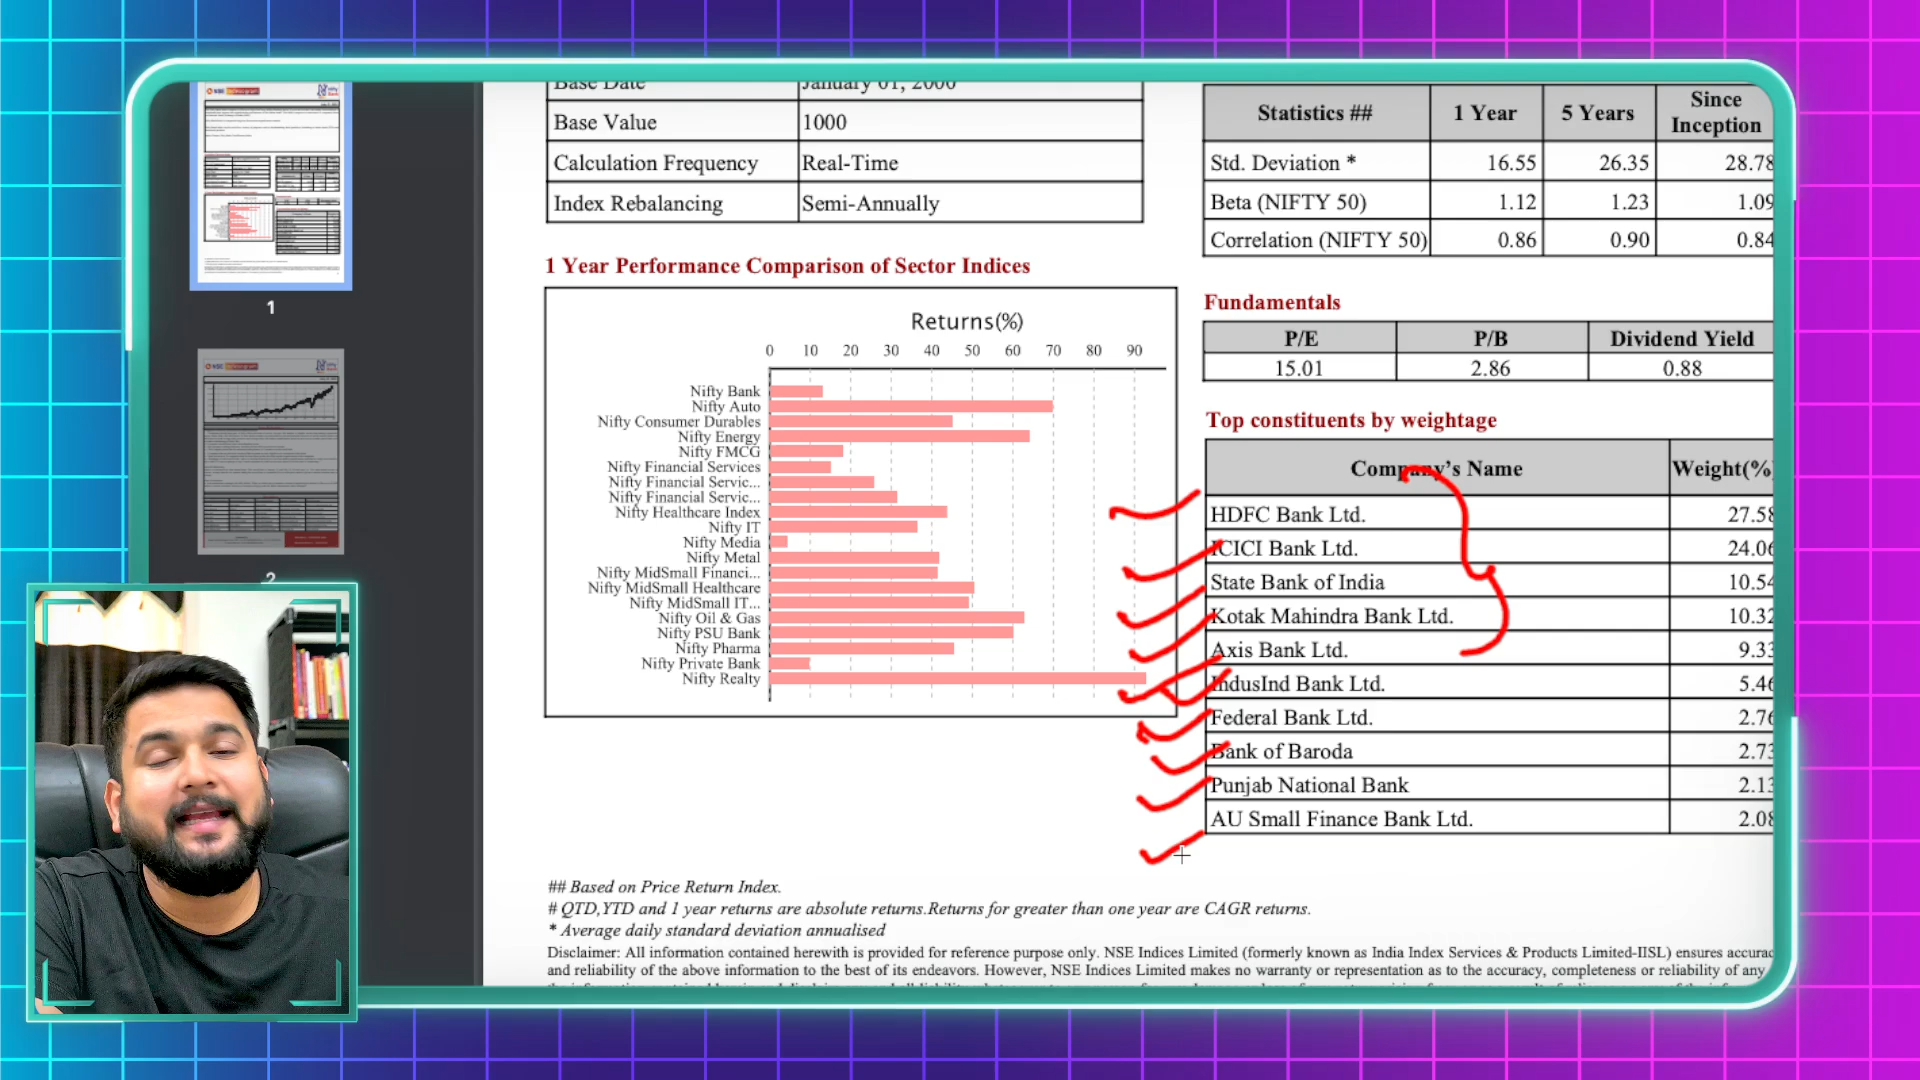 Base Date January 01, 2000
Base Value 1000
Calculation Frequency Real-Time
Index Rebalancing Semi-Annually
Statistics ## 1 Year 5 Years Since Inception
Std. Deviation * 16.55 26.35 28.78
Beta (NIFTY 50) 1.12 1.23 1.09
Correlation (NIFTY 50) 0.86 0.90 0.84
1 Year Performance Comparison of Sector Indices
Returns(%)
0 10 20 30 40 50 60 70 80 90
Nifty Bank
Nifty Auto
Nifty Consumer Durables
Nifty Energy
Nifty FMCG
Nifty Financial Services
Nifty Financial Servic...
Nifty Financial Servic...
Nifty Healthcare Index
Nifty IT
Nifty Media
Nifty Metal
Nifty MidSmall Financi...
Nifty MidSmall Healthcare
Nifty MidSmall IT...
Nifty Oil & Gas
Nifty PSU Bank
Nifty Pharma
Nifty Private Bank
Nifty Realty
Fundamentals
P/E P/B Dividend Yield
15.01 2.86 0.88
Top constituents by weightage
Company's Name Weight(%)
HDFC Bank Ltd. 27.58
ICICI Bank Ltd. 24.06
State Bank of India 10.54
Kotak Mahindra Bank Ltd. 10.32
Axis Bank Ltd. 9.33
IndusInd Bank Ltd. 5.46
Federal Bank Ltd. 2.76
Bank of Baroda 2.73
Punjab National Bank 2.13
AU Small Finance Bank Ltd. 2.08
## Based on Price Return Index.
# QTD,YTD and 1 year returns are absolute returns.Returns for greater than one year are CAGR returns.
* Average daily standard deviation annualised
Disclaimer: All information contained herewith is provided for reference purpose only. NSE Indices Limited (formerly known as India Index Services & Products Limited-IISL) ensures accurac
and reliability of the above information to the best of its endeavors. However, NSE Indices Limited makes no warranty or representation as to the accuracy, completeness or reliability of any
1
2